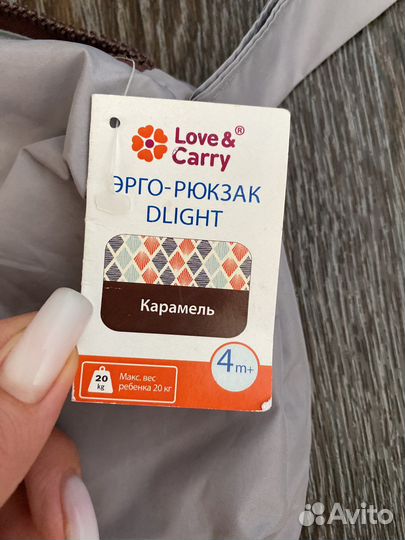 Love &®
Carry
ЭРГО-РЮКЗАК
DLIGHT
Карамель
20
kg
Макс. вес
ребенка 20 кг
4m+
Avito